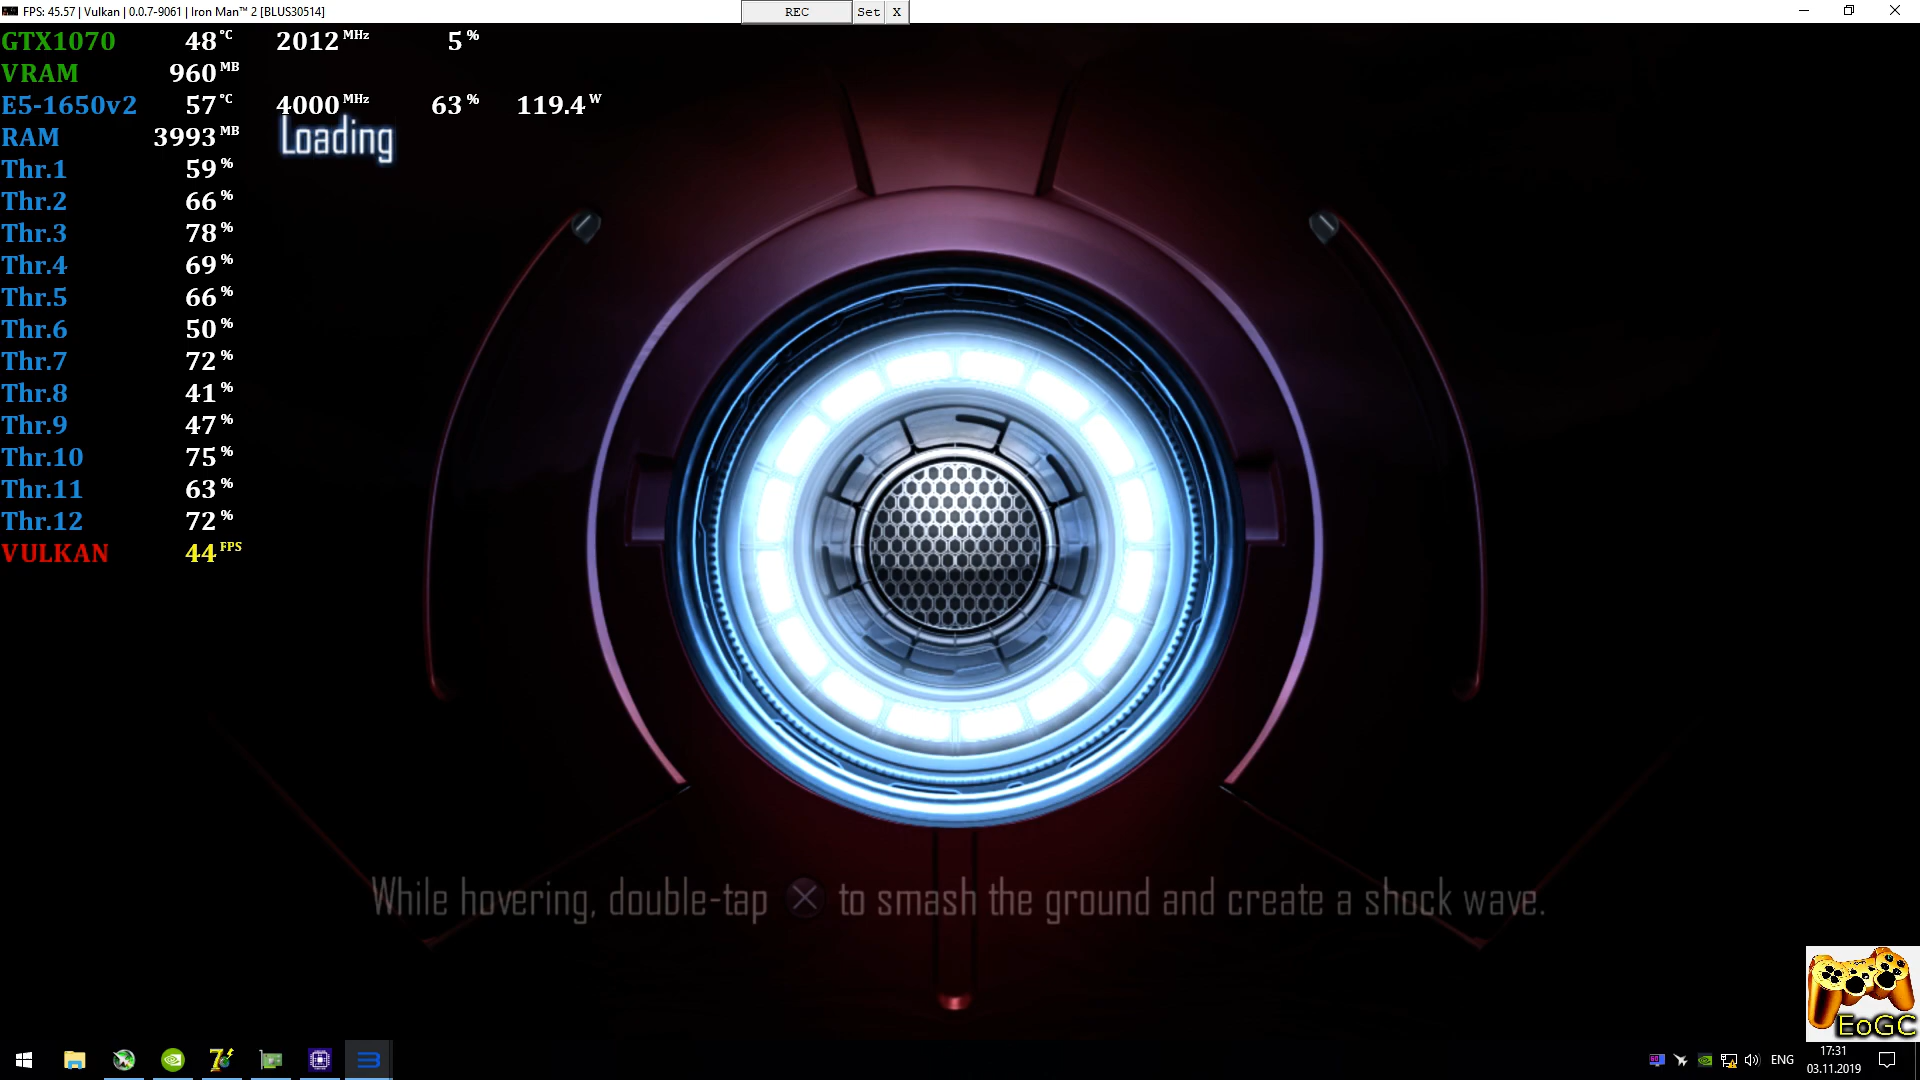 FPS: 45.57 | Vulkan | 0.0.7-9061 | Iron Man™ 2 [BLUS30514]
REC Set X
GTX1070 48 °C 2012 MHz 5 %
VRAM 960 MB
E5-1650v2 57 °C 4000 MHz 63 % 119.4 W
RAM 3993 MB
Loading
Thr.1 59 %
Thr.2 66 %
Thr.3 78 %
Thr.4 69 %
Thr.5 66 %
Thr.6 50 %
Thr.7 72 %
Thr.8 41 %
Thr.9 47 %
Thr.10 75 %
Thr.11 63 %
Thr.12 72 %
VULKAN 44 FPS
While hovering, double-tap to smash the ground and create a shock wave.
EoGC
ENG
17:31
03.11.2019